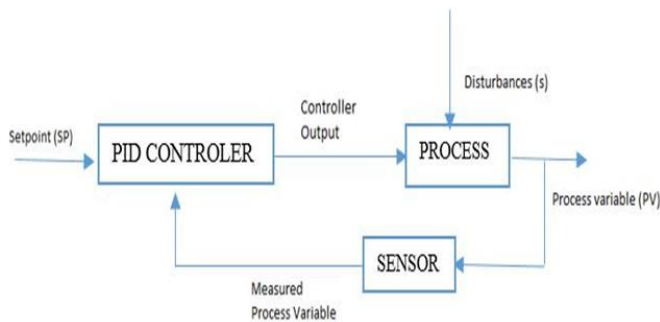 Disturbances (s)
Controller
Output
Setpoint (SP)
PID CONTROLER
PROCESS
Process variable (PV)
SENSOR
Measured
Process Variable